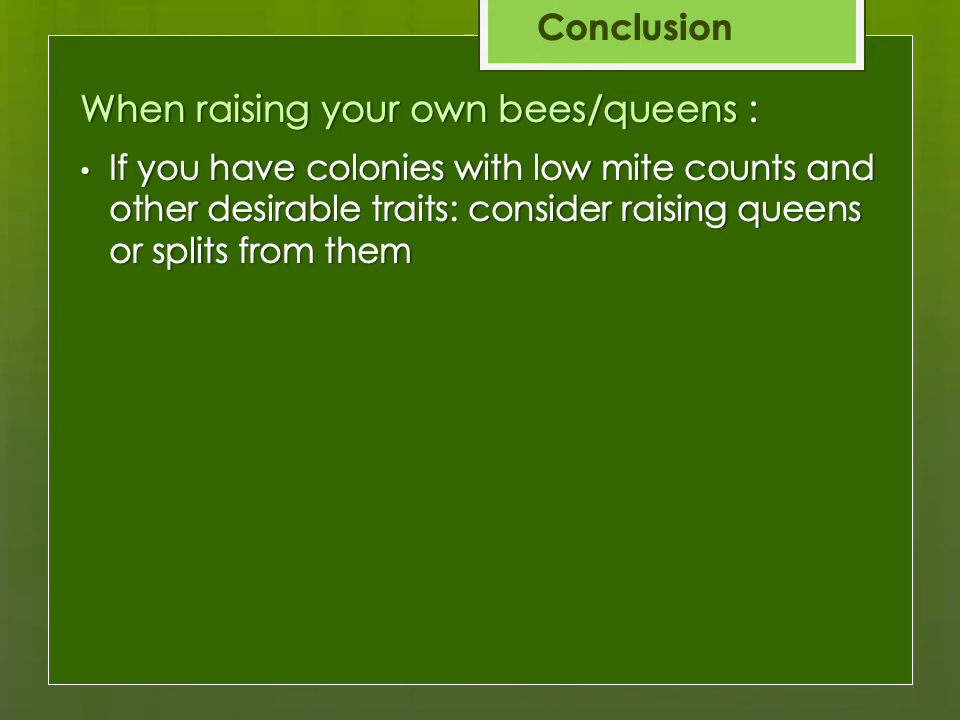 Conclusion
When raising your own bees/queens :
• If you have colonies with low mite counts and
other desirable traits: consider raising queens
or splits from them